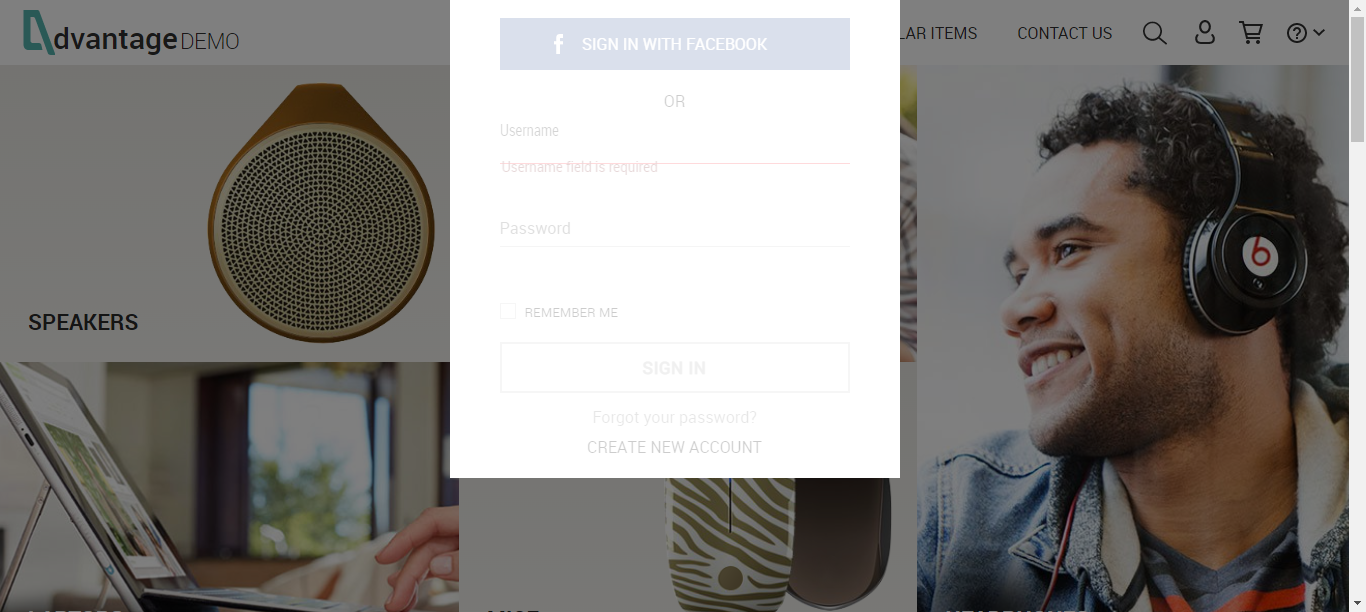 dvantage DEMO
LAR ITEMS
CONTACT US
SIGN IN WITH FACEBOOK
OR
Username
Username field is required
Password
REMEMBER ME
SIGN IN
Forgot your password?
CREATE NEW ACCOUNT
SPEAKERS